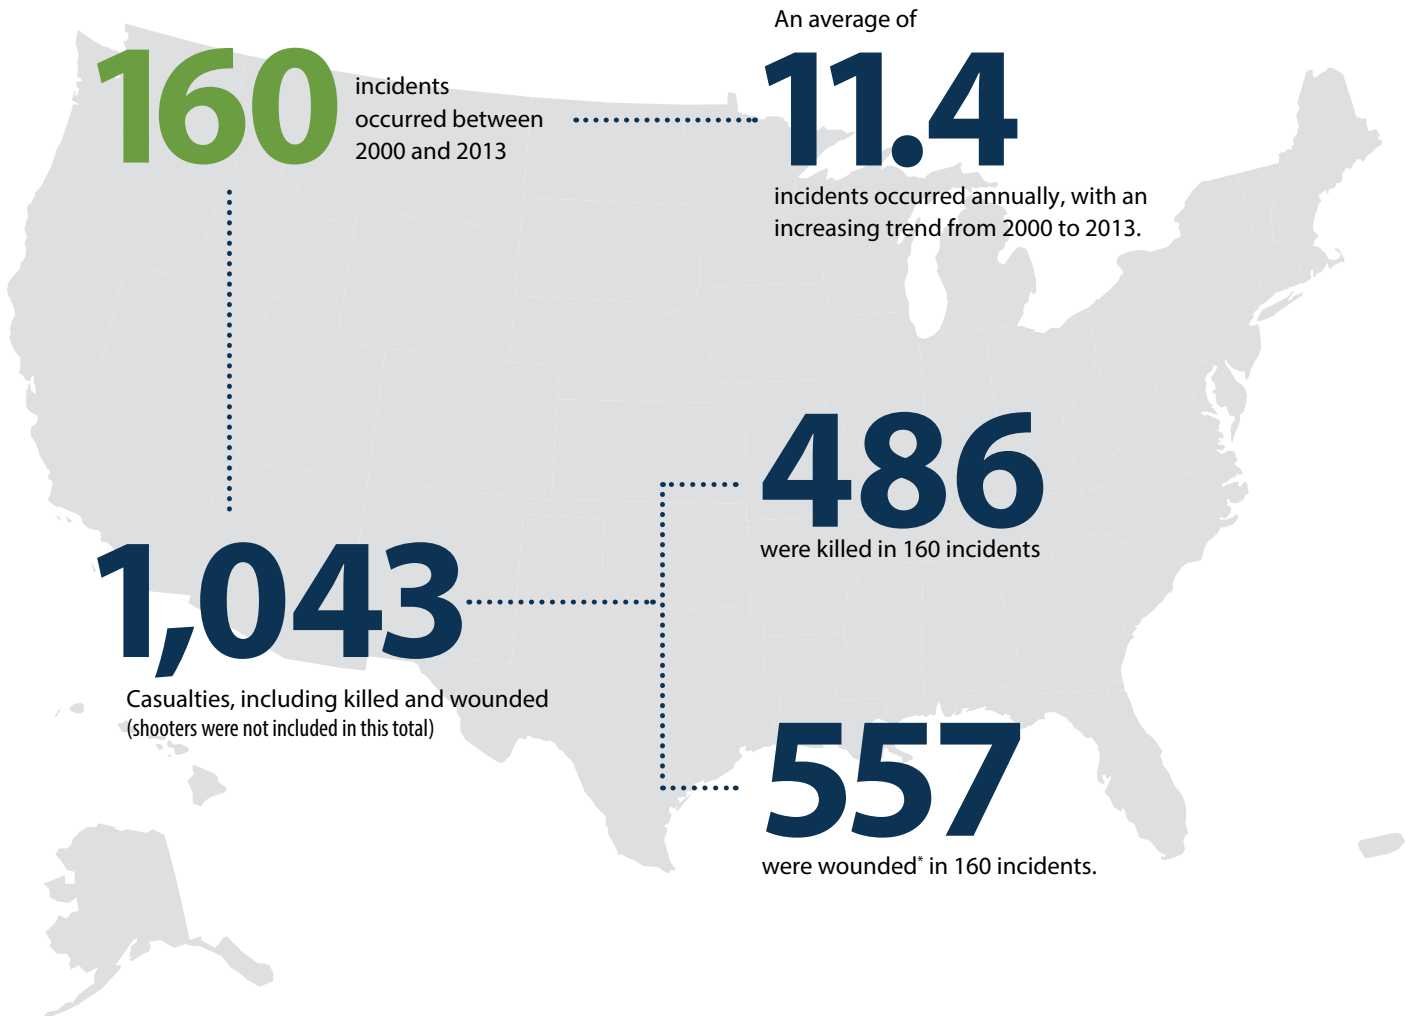 160
incidents
occurred between
2000 and 2013
An average of
11.4
incidents occurred annually, with an
increasing trend from 2000 to 2013.
1,043
Casualties, including killed and wounded
(shooters were not included in this total)
486
were killed in 160 incidents
557
were wounded* in 160 incidents.